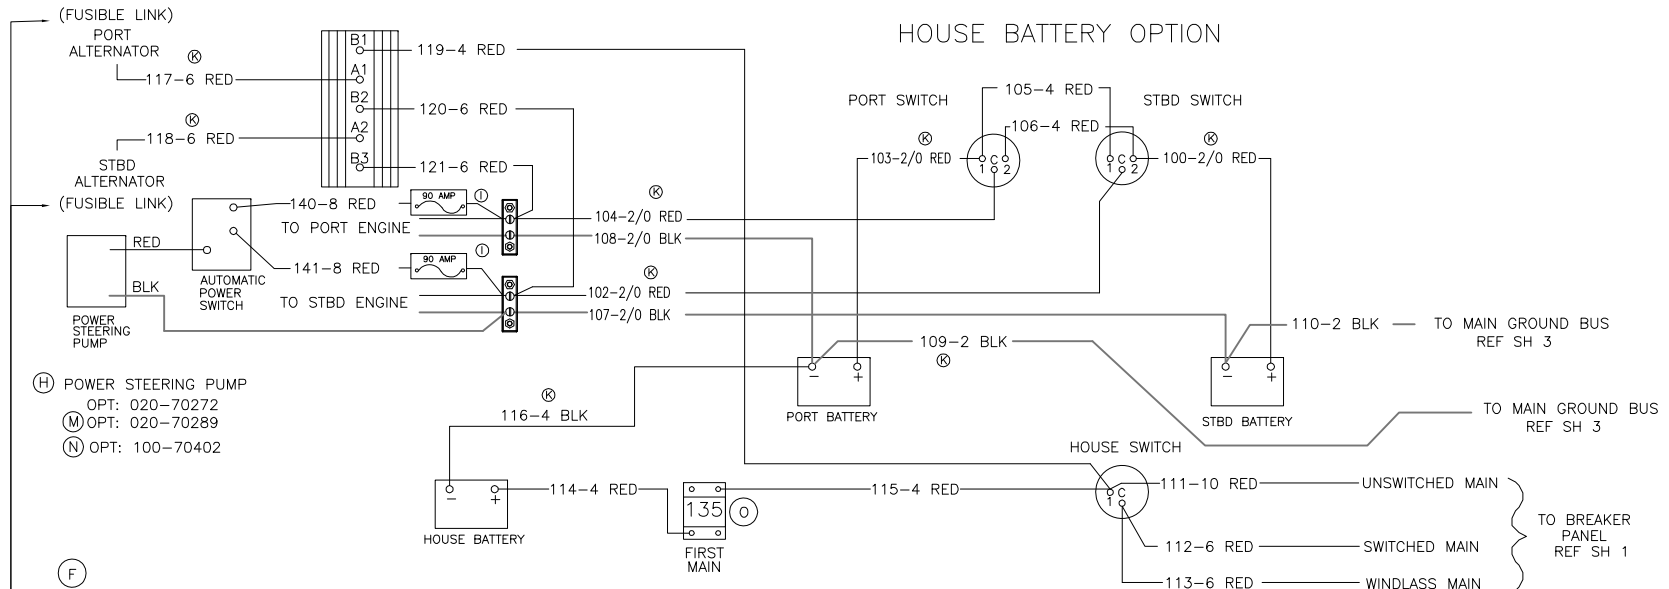 HOUSE BATTERY OPTION
(FUSIBLE LINK)
PORT
ALTERNATOR
K
117-6 RED
K
118-6 RED
STBD
ALTERNATOR
(FUSIBLE LINK)
B1
A1
B2
A2
B3
119-4 RED
120-6 RED
121-6 RED
140-8 RED
90 AMP
I
TO PORT ENGINE
141-8 RED
90 AMP
I
TO STBD ENGINE
RED
BLK
AUTOMATIC
POWER
SWITCH
POWER
STEERING
PUMP
K
104-2/0 RED
108-2/0 BLK
K
102-2/0 RED
107-2/0 BLK
PORT SWITCH
105-4 RED
STBD SWITCH
106-4 RED
K
103-2/0 RED
1 C 2
1 C 2
K
100-2/0 RED
109-2 BLK
K
110-2 BLK
TO MAIN GROUND BUS
REF SH 3
- +
PORT BATTERY
- +
STBD BATTERY
TO MAIN GROUND BUS
REF SH 3
H POWER STEERING PUMP
OPT: 020-70272
M OPT: 020-70289
N OPT: 100-70402
K
116-4 BLK
HOUSE SWITCH
- +
HOUSE BATTERY
114-4 RED
135
O
FIRST
MAIN
115-4 RED
1 C
111-10 RED
UNSWITCHED MAIN
112-6 RED
SWITCHED MAIN
113-6 RED
WINDLASS MAIN
TO BREAKER
PANEL
REF SH 1
F